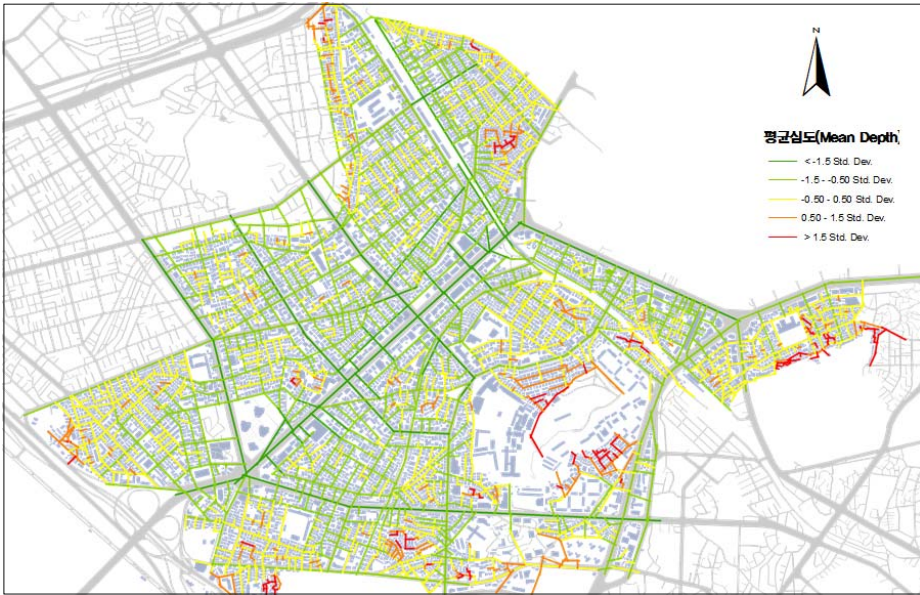 N
평균심도(Mean Depth)
< -1.5 Std. Dev.
-1.5 - -0.50 Std. Dev.
-0.50 - 0.50 Std. Dev.
0.50 - 1.5 Std. Dev.
> 1.5 Std. Dev.